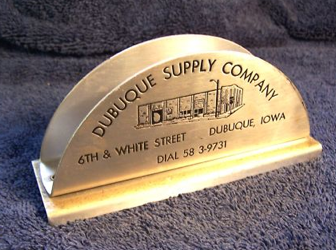 DUBUQUE SUPPLY COMPANY
6TH & WHITE STREET DUBUQUE, IOWA
DIAL 58 3-9731